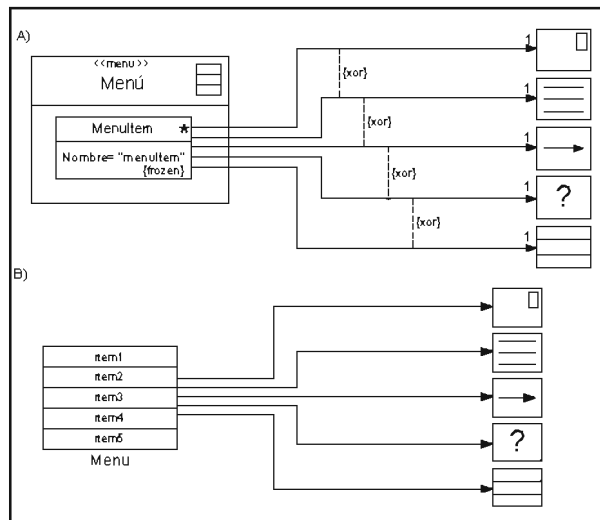 A)
<<menu>>
Menú
MenuItem *
Nombre= "menuItem"
{frozen}
1
{xor}
1
{xor}
1
{xor}
1
?
{xor}
1
B)
item1
item2
item3
item4
item5
Menu
?